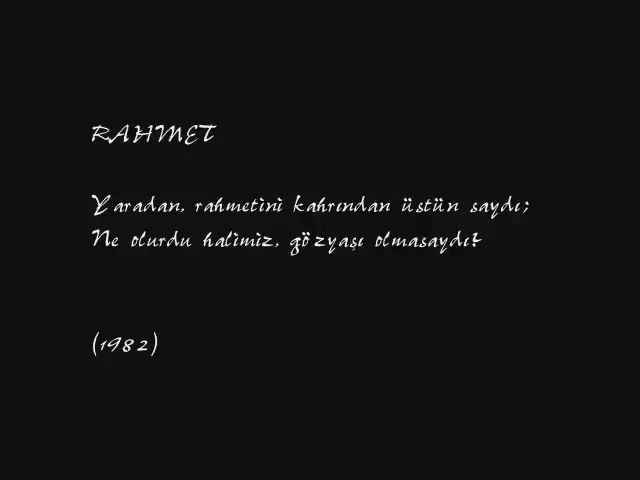 RAHMET
Yaradan, rahmetini kahrından üstün saydı;
Ne olurdu halimiz, gözyaşı olmasaydı?
(1982)